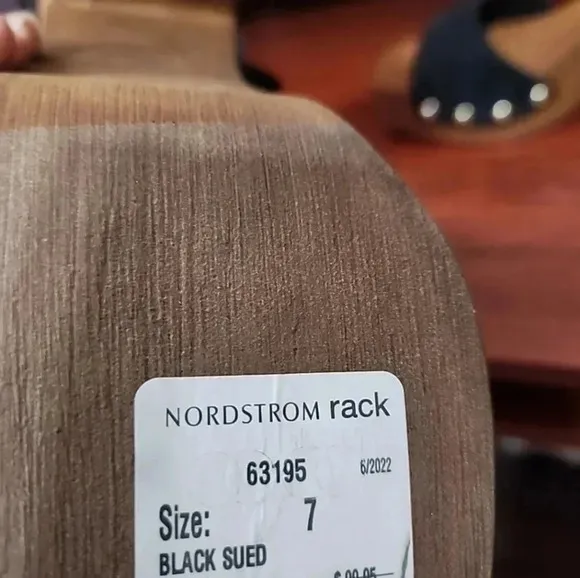 NORDSTROM rack
63195 6/2022
Size: 7
BLACK SUED